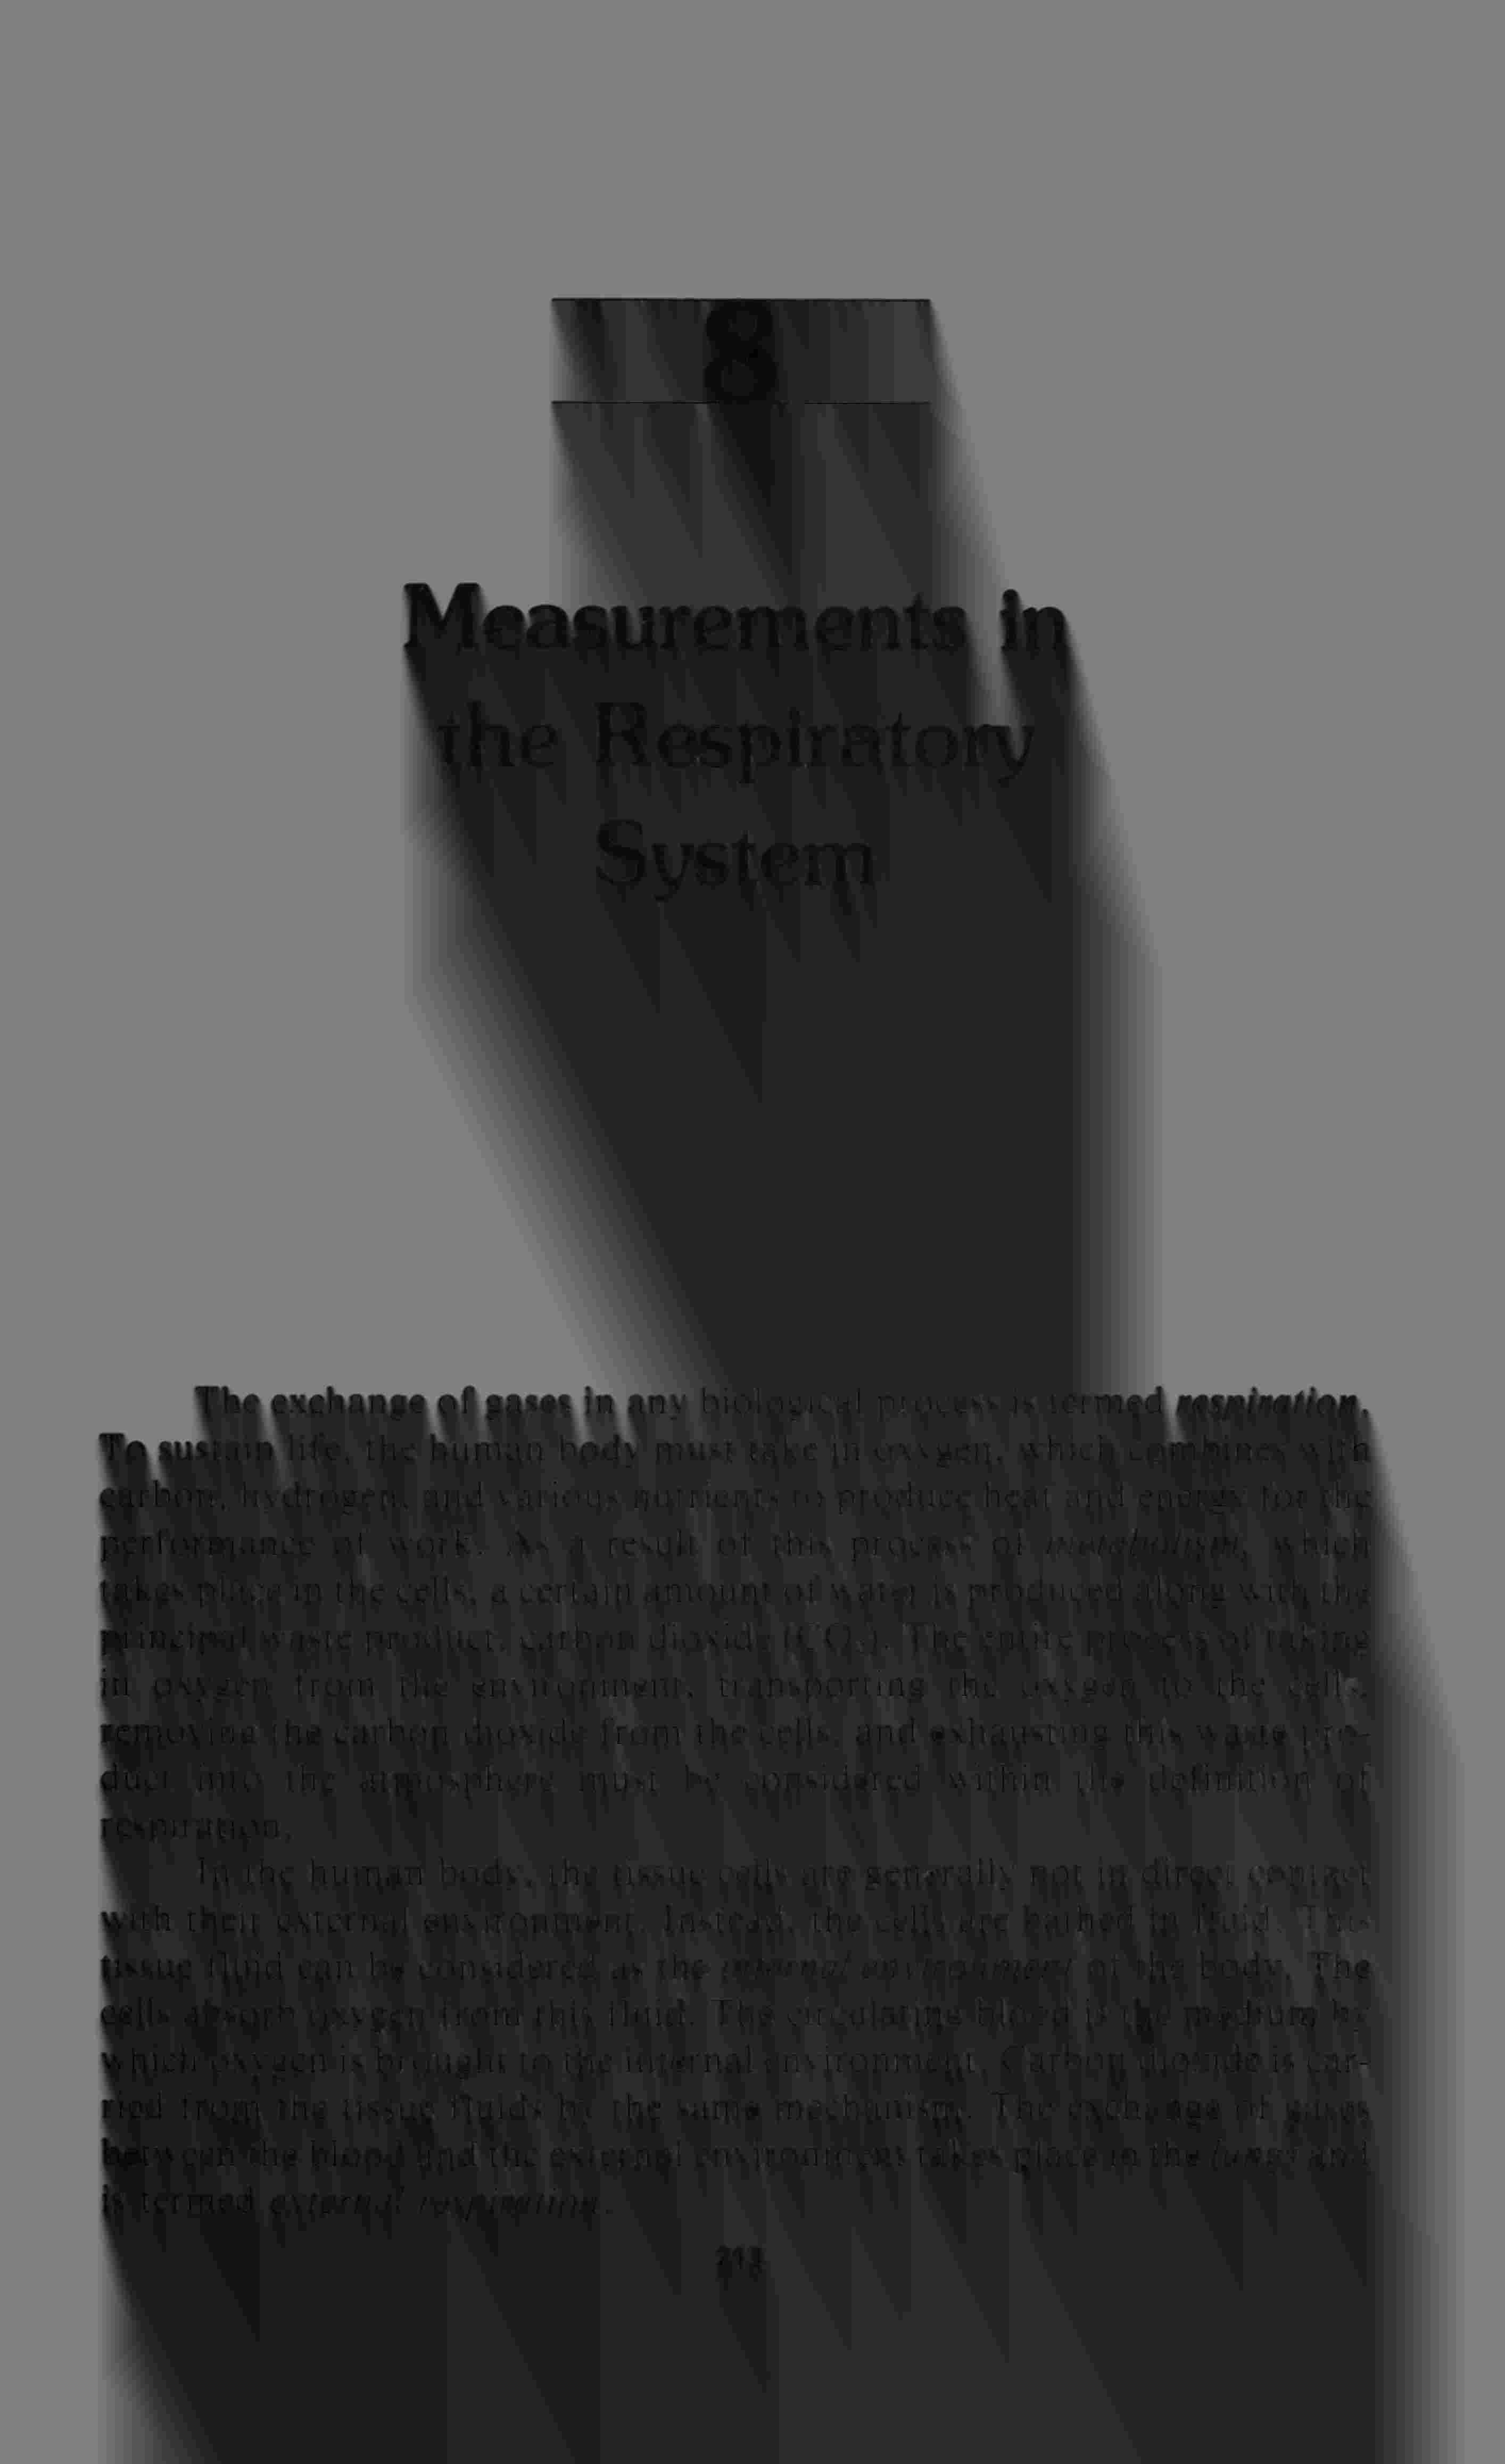 8
Measurements in
the Respiratory
System
The exchange of gases in any biological process is termed respiration.
To sustain life, the human body must take in oxygen, which combines with
carbon, hydrogen, and various nutrients to produce heat and energy for the
performance of work. As a result of this process of metabolism, which
takes place in the cells, a certain amount of water is produced along with the
principal waste product, carbon dioxide (CO₂). The entire process of taking
in oxygen from the environment, transporting the oxygen to the cells,
removing the carbon dioxide from the cells, and exhausting this waste pro-
duct into the atmosphere must be considered within the definition of
respiration.
In the human body, the tissue cells are generally not in direct contact
with their external environment. Instead, the cells are bathed in fluid. This
tissue fluid can be considered as the internal environment of the body. The
cells absorb oxygen from this fluid. The circulating blood is the medium by
which oxygen is brought to the internal environment. Carbon dioxide is car-
ried from the tissue fluids by the same mechanism. The exchange of gases
between the blood and the external environment takes place in the lungs and
is termed external respiration.